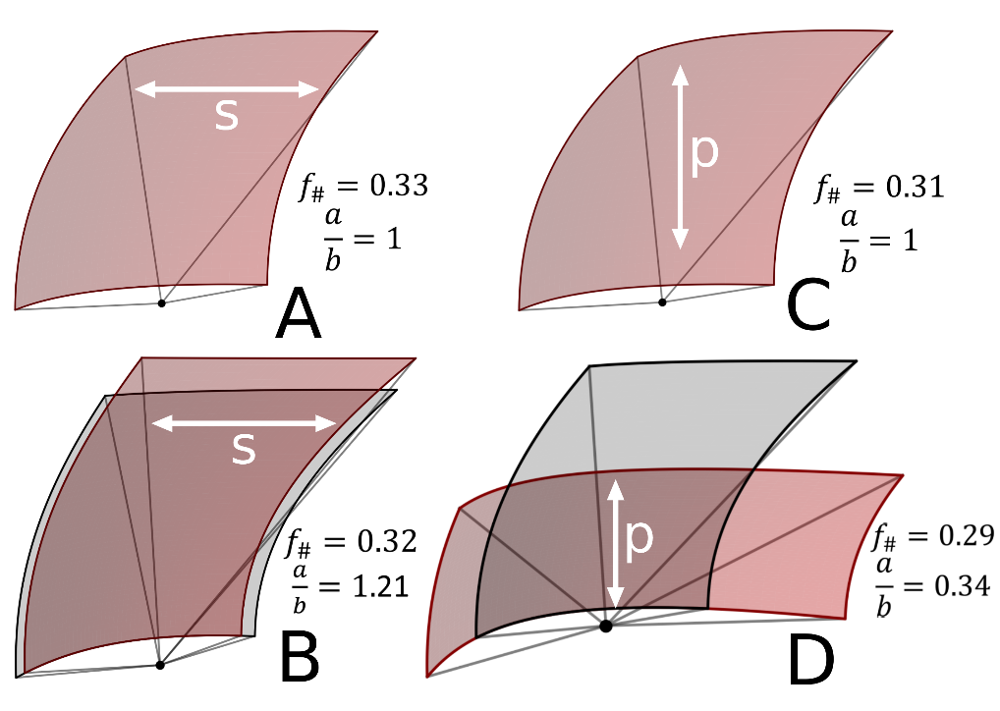 s
f# = 0.33
a
b = 1
A
p
f# = 0.31
a
b = 1
C
s
f# = 0.32
a
b = 1.21
B
p
f# = 0.29
a
b = 0.34
D